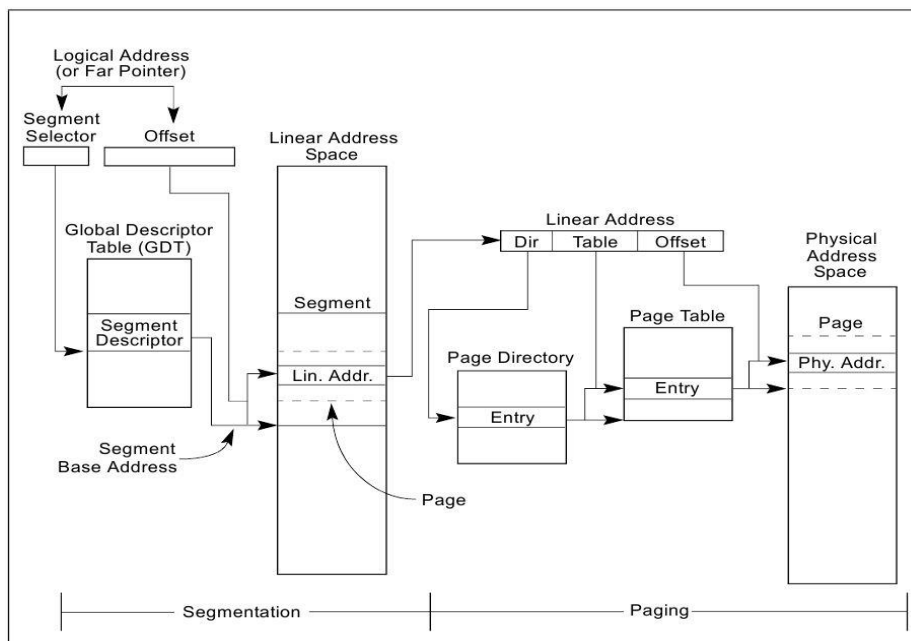 Logical Address
(or Far Pointer)
Segment
Selector
Offset
Linear Address
Space
Global Descriptor
Table (GDT)
Segment
Descriptor
Segment
Lin. Addr.
Segment
Base Address
Page
Linear Address
Dir
Table
Offset
Physical
Address
Space
Page Directory
Entry
Page Table
Entry
Page
Phy. Addr.
Segmentation
Paging